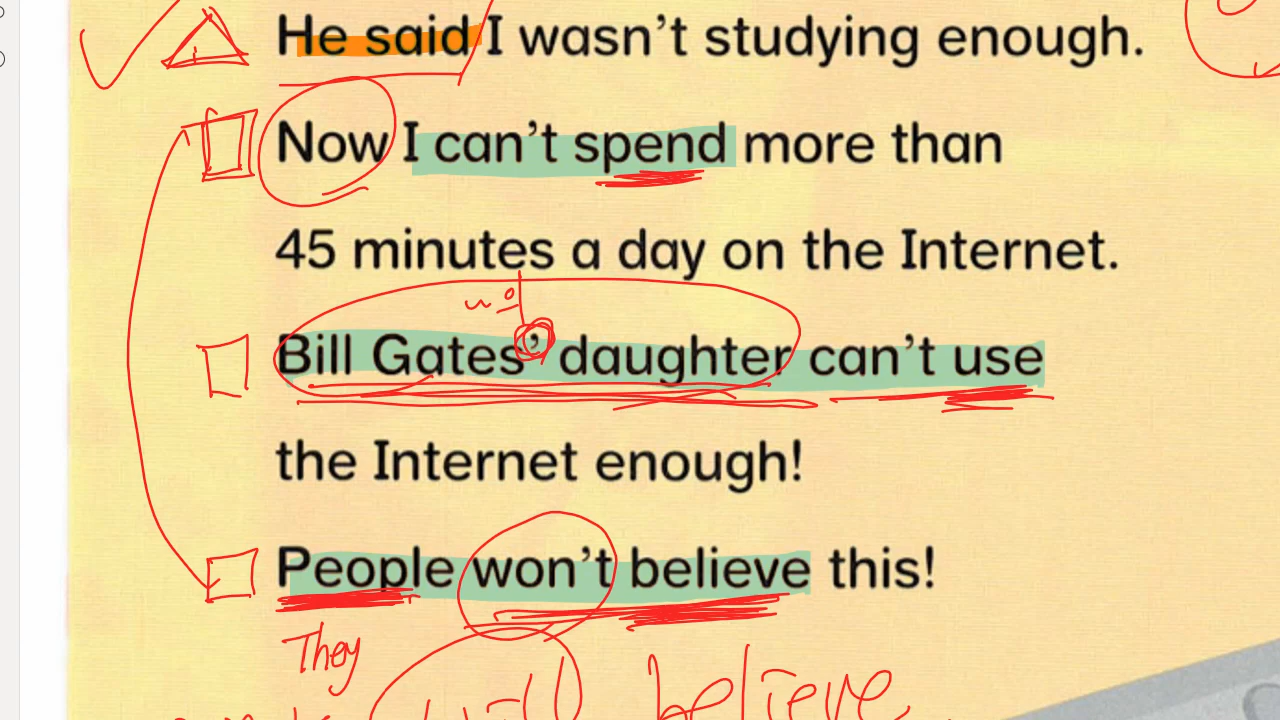 He said I wasn't studying enough.
Now I can't spend more than
45 minutes a day on the Internet.
Bill Gates' daughter can't use
the Internet enough!
People won't believe this!
They
will believe